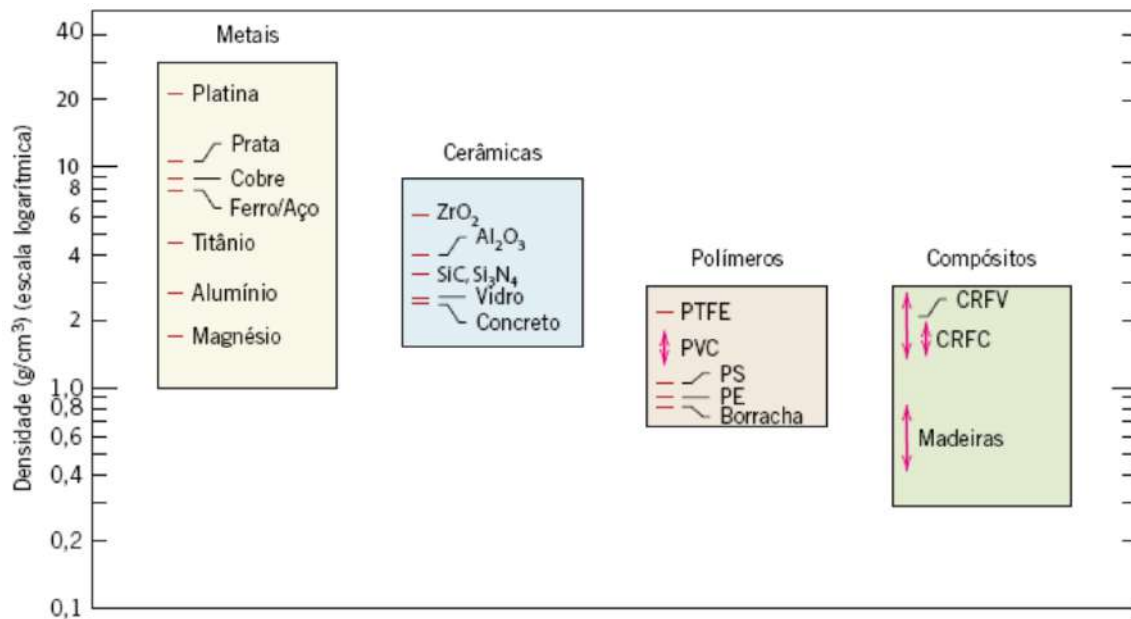 Densidade (g/cm³) (escala logarítmica)
40
20
10
8
6
4
2
1,0
0,8
0,6
0,4
0,2
0,1
Metais
Platina
Prata
Cobre
Ferro/Aço
Titânio
Alumínio
Magnésio
Cerâmicas
ZrO₂
Al₂O₃
SiC, Si₃N₄
Vidro
Concreto
Polímeros
PTFE
PVC
PS
PE
Borracha
Compósitos
CRFV
CRFC
Madeiras